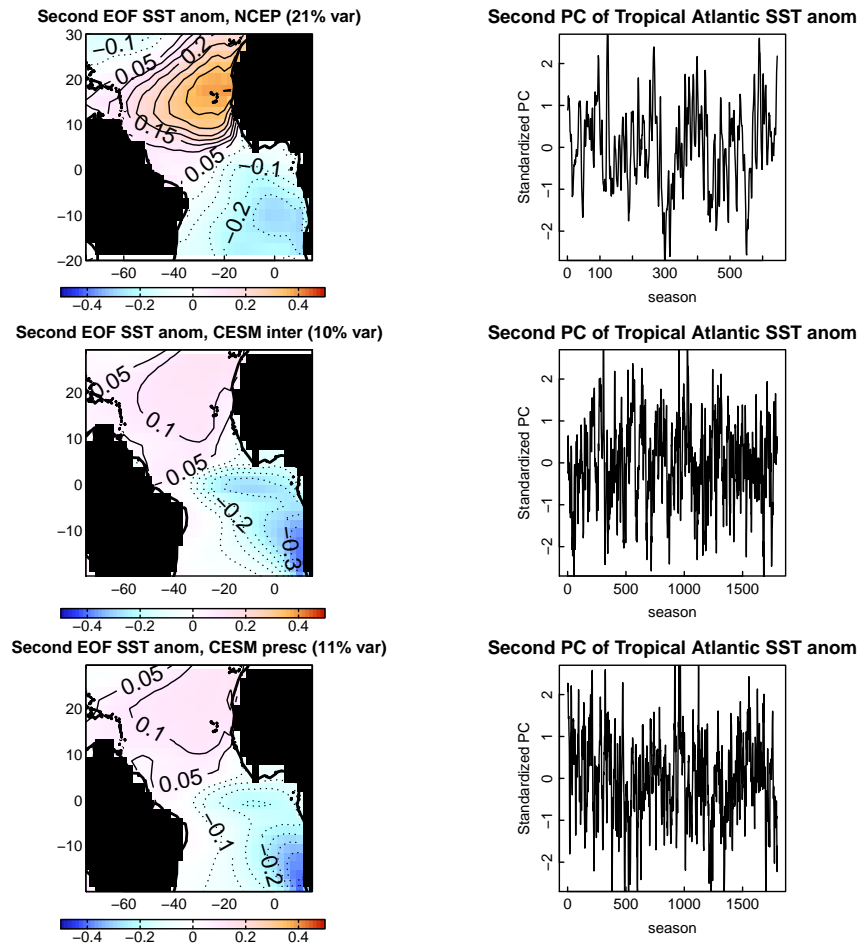 Second EOF SST anom, NCEP (21% var)
30
20
10
0
−10
−20
−60 −40 −20 0
−0.1
0.05
0.2
0.15
0.05
−0.1
−0.2
−0.4 −0.2 0 0.2 0.4
Second PC of Tropical Atlantic SST anom
Standardized PC
2
1
0
−1
−2
0 100 300 500
season
Second EOF SST anom, CESM inter (10% var)
20
10
0
−10
−60 −40 −20 0
0.05
0.1
0.05
−0.2
−0.3
−0.4 −0.2 0 0.2 0.4
Second PC of Tropical Atlantic SST anom
Standardized PC
2
1
0
−1
−2
0 500 1000 1500
season
Second EOF SST anom, CESM presc (11% var)
20
10
0
−10
−60 −40 −20 0
0.05
0.1
0.05
−0.1
−0.2
−0.4 −0.2 0 0.2 0.4
Second PC of Tropical Atlantic SST anom
Standardized PC
2
1
0
−1
−2
0 500 1000 1500
season